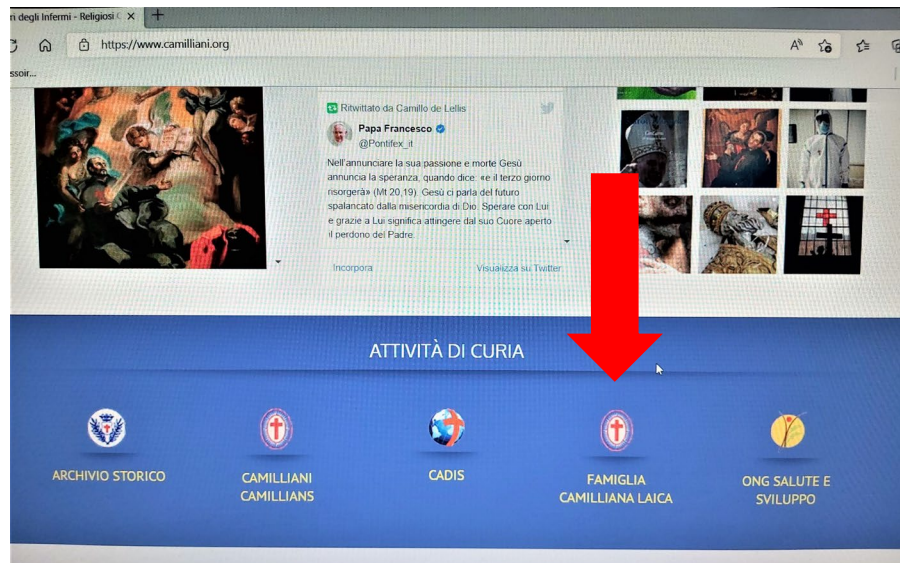 ri degli Infermi - Religiosi C
https://www.camilliani.org
ssoir...
Ritwittato da Camillo de Lellis
Papa Francesco
@Pontifex_it
Nell'annunciare la sua passione e morte Gesù
annuncia la speranza, quando dice: «e il terzo giorno
risorgerà» (Mt 20,19). Gesù ci parla del futuro
spalancato dalla misericordia di Dio. Sperare con Lui
e grazie a Lui significa attingere dal suo Cuore aperto
il perdono del Padre.
Incorpora
Visualizza su Twitter
ATTIVITÀ DI CURIA
ARCHIVIO STORICO
CAMILLIANI
CAMILLIANS
CADIS
FAMIGLIA
CAMILLIANA LAICA
ONG SALUTE E
SVILUPPO